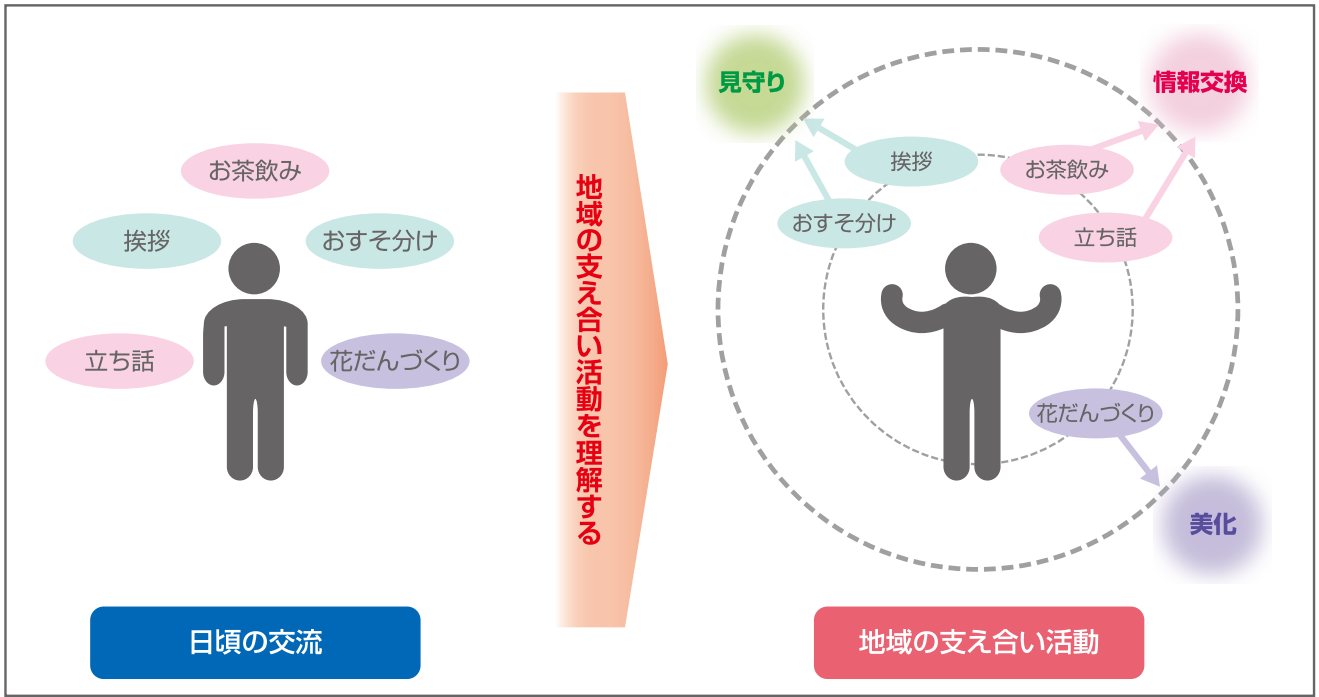 お茶飲み
挨拶
おすそ分け
立ち話
花だんづくり
日頃の交流
地域の支え合い活動を理解する
見守り
情報交換
挨拶
お茶飲み
おすそ分け
立ち話
花だんづくり
美化
地域の支え合い活動